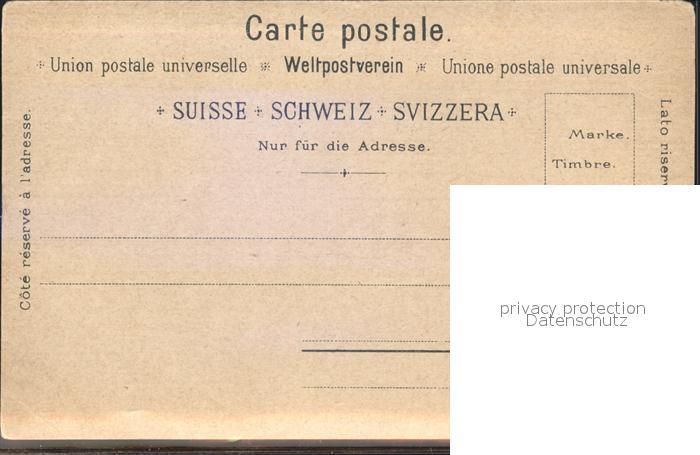 Carte postale.
Union postale universelle Weltpostverein Unione postale universale
SUISSE SCHWEIZ SVIZZERA
Nur für die Adresse.
Marke.
Timbre.
Côté réservé à l'adresse.
Lato
privacy protection
Datenschutz